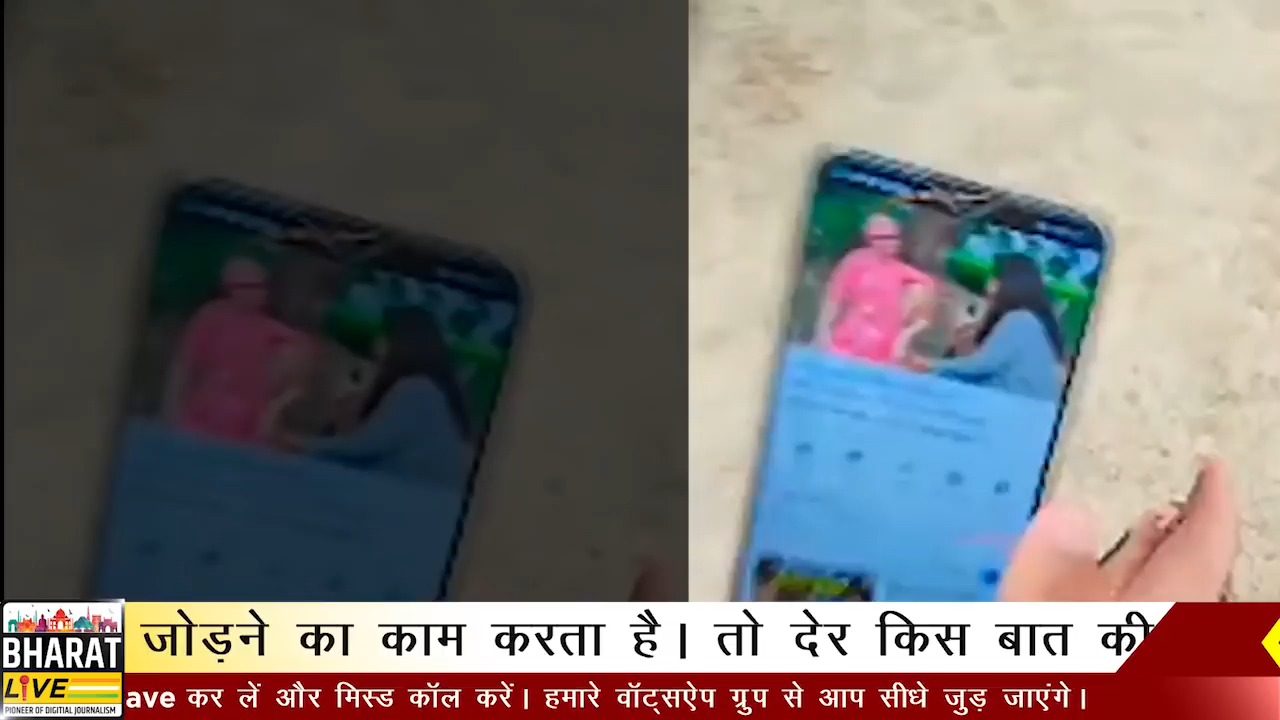 जोड़ने का काम करता है। तो देर किस बात की
BHARAT
LIVE
PIONEER OF DIGITAL JOURNALISM
ave कर लें और मिस्ड कॉल करें। हमारे वॉट्सऐप ग्रुप से आप सीधे जुड़ जाएंगे।